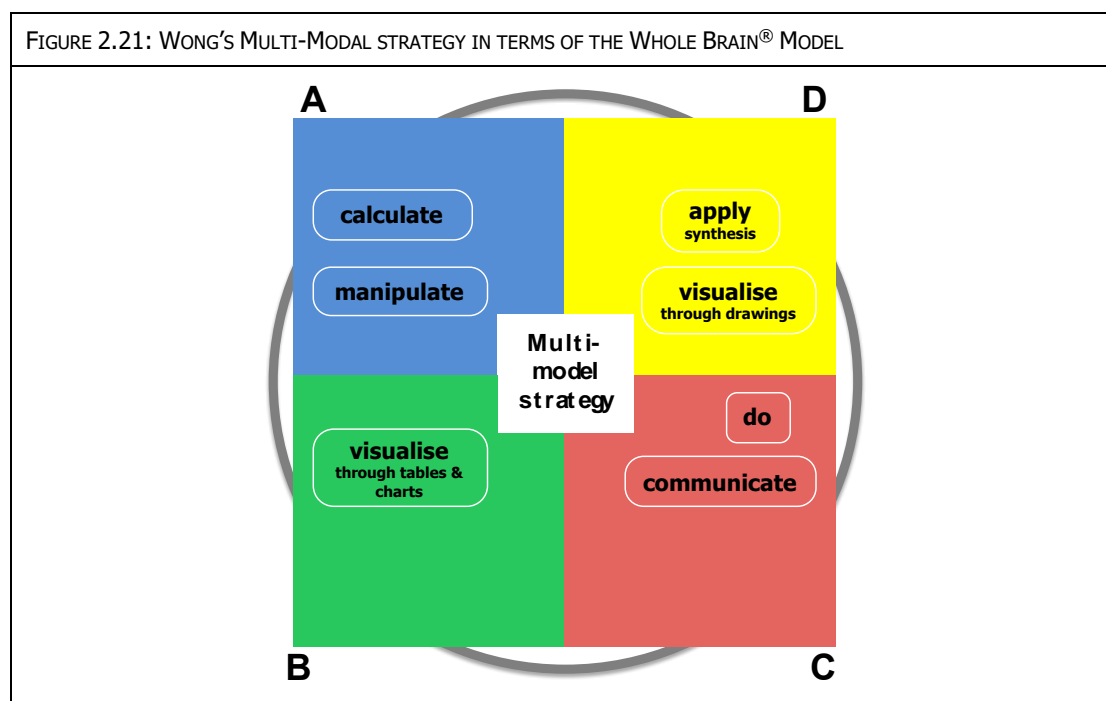 FIGURE 2.21: WONG'S MULTI-MODAL STRATEGY IN TERMS OF THE WHOLE BRAIN® MODEL
A
D
calculate
manipulate
apply
synthesis
visualise
through drawings
Multi-
model
strategy
visualise
through tables &
charts
do
communicate
B
C